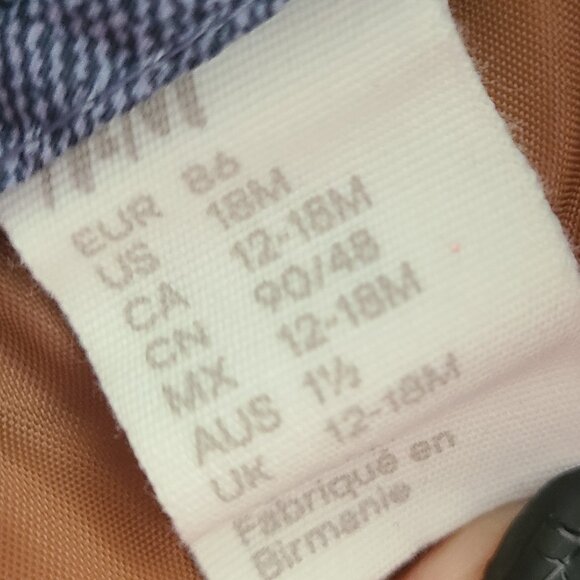 H&M
EUR 86
US 18M
CA 12-18M
CN 90/48
MX 12-18M
AUS 1½
UK 12-18M
Fabriqué en
Birmanie